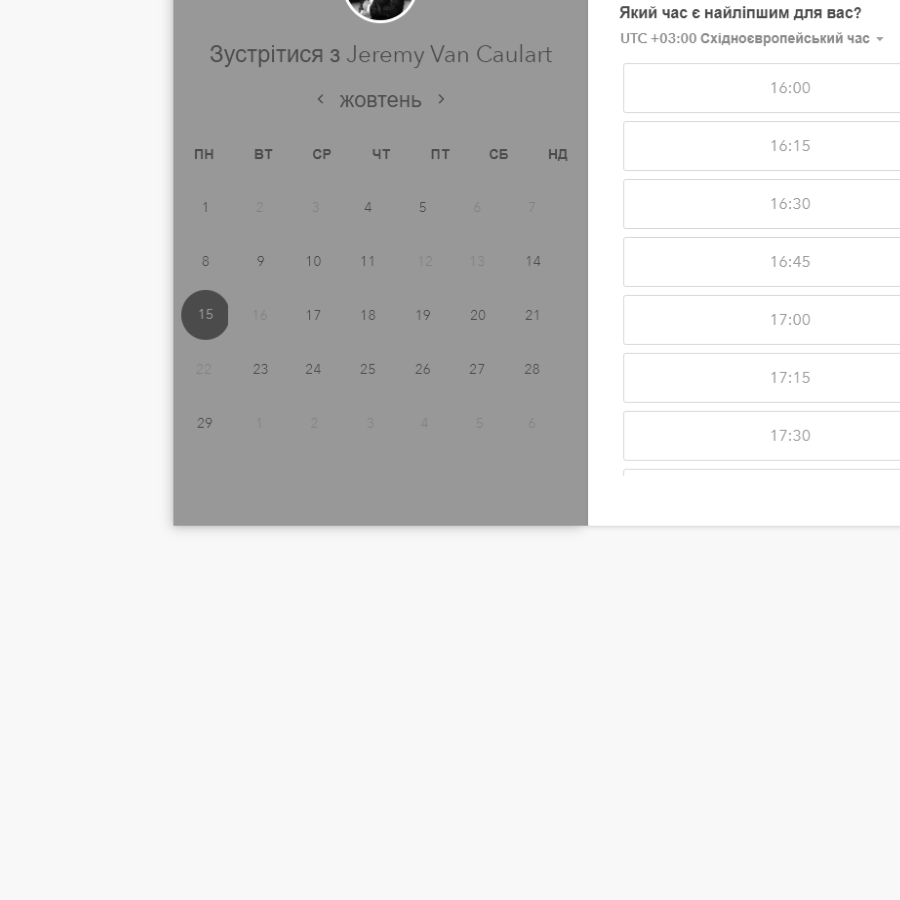 Зустрітися з Jeremy Van Caulart
жовтень
ПН ВТ СР ЧТ ПТ СБ НД
1 2 3 4 5 6 7
8 9 10 11 12 13 14
15 16 17 18 19 20 21
22 23 24 25 26 27 28
29 1 2 3 4 5 6
Який час є найліпшим для вас?
UTC +03:00 Східноєвропейський час
16:00
16:15
16:30
16:45
17:00
17:15
17:30